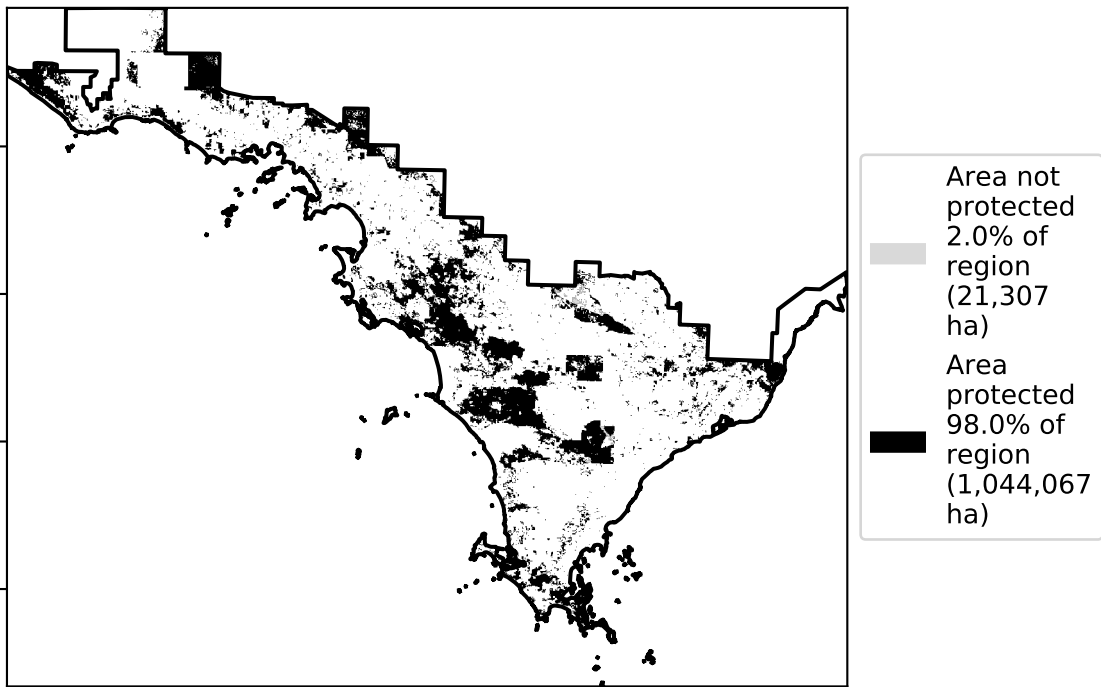 Area not
protected
2.0% of
region
(21,307
ha)
Area
protected
98.0% of
region
(1,044,067
ha)